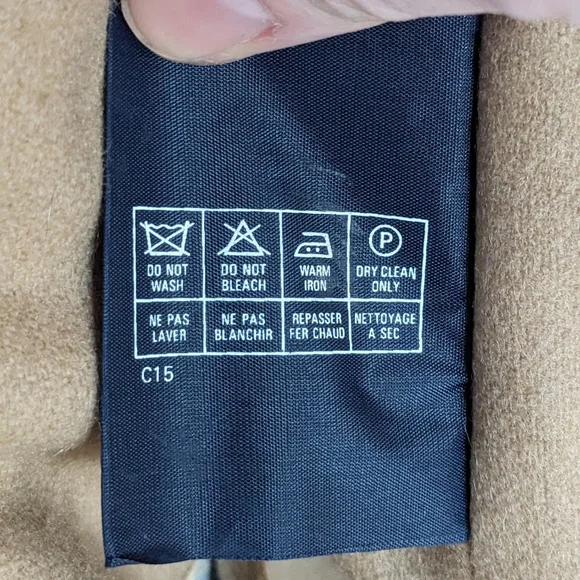 DO NOT
WASH
DO NOT
BLEACH
WARM
IRON
P
DRY CLEAN
ONLY
NE PAS
LAVER
NE PAS
BLANCHIR
REPASSER
FER CHAUD
NETTOYAGE
A SEC
C15